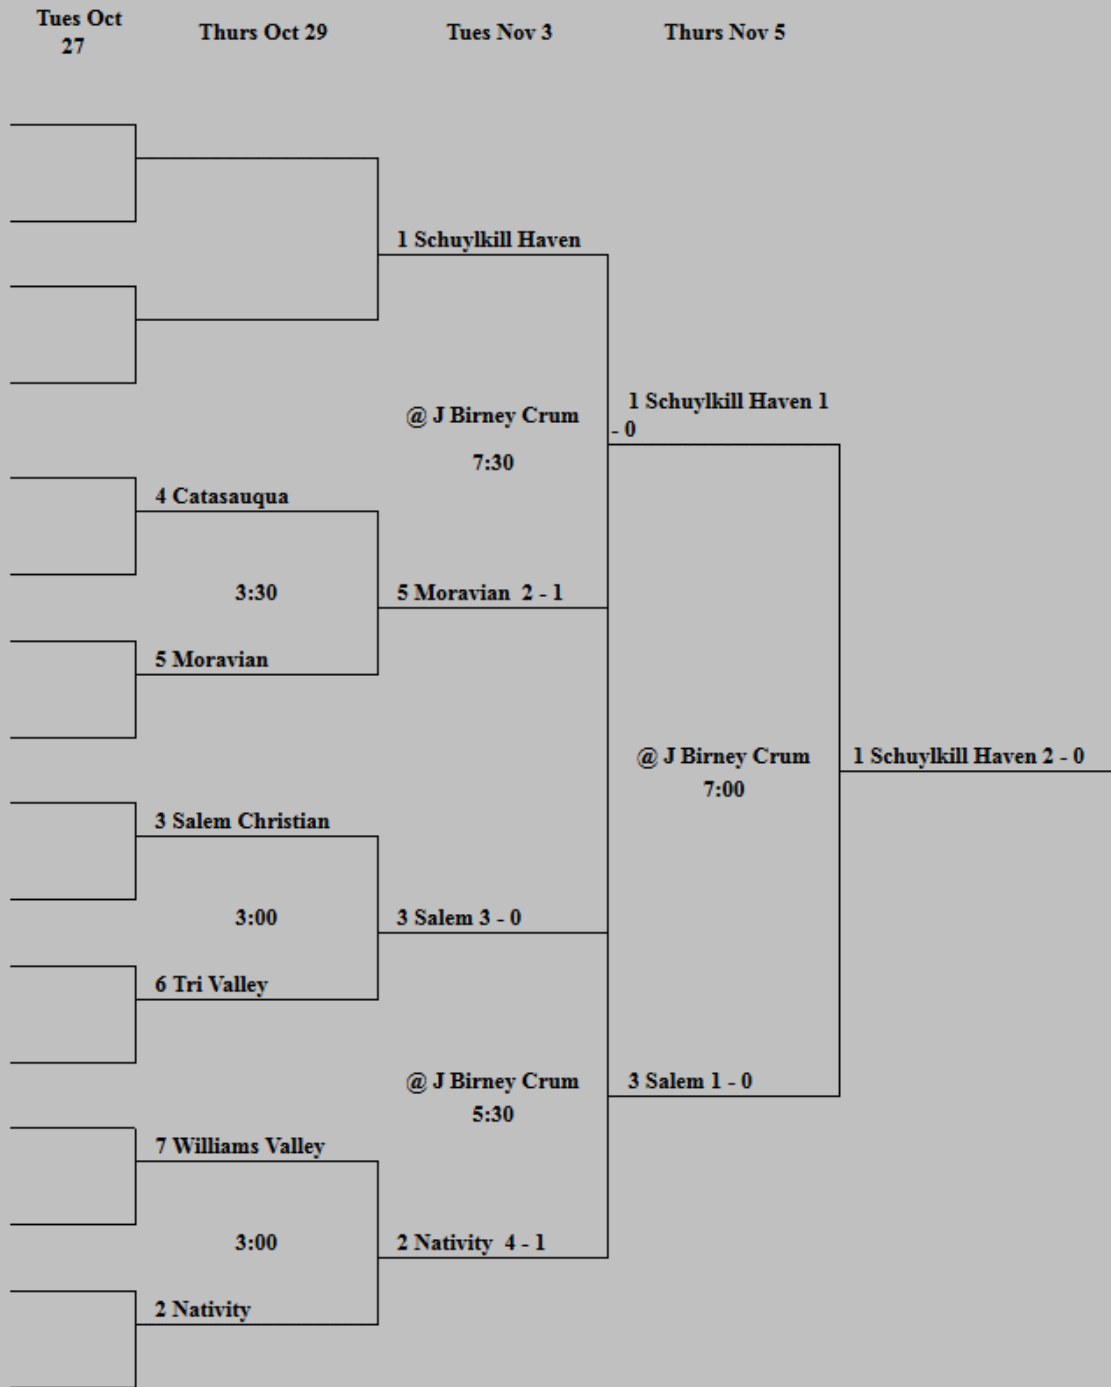 Tues Oct
27
Thurs Oct 29
Tues Nov 3
Thurs Nov 5
1 Schuylkill Haven
@ J Birney Crum
7:30
1 Schuylkill Haven 1
- 0
4 Catasauqua
3:30
5 Moravian 2 - 1
5 Moravian
@ J Birney Crum
7:00
1 Schuylkill Haven 2 - 0
3 Salem Christian
3:00
3 Salem 3 - 0
6 Tri Valley
@ J Birney Crum
5:30
3 Salem 1 - 0
7 Williams Valley
3:00
2 Nativity 4 - 1
2 Nativity